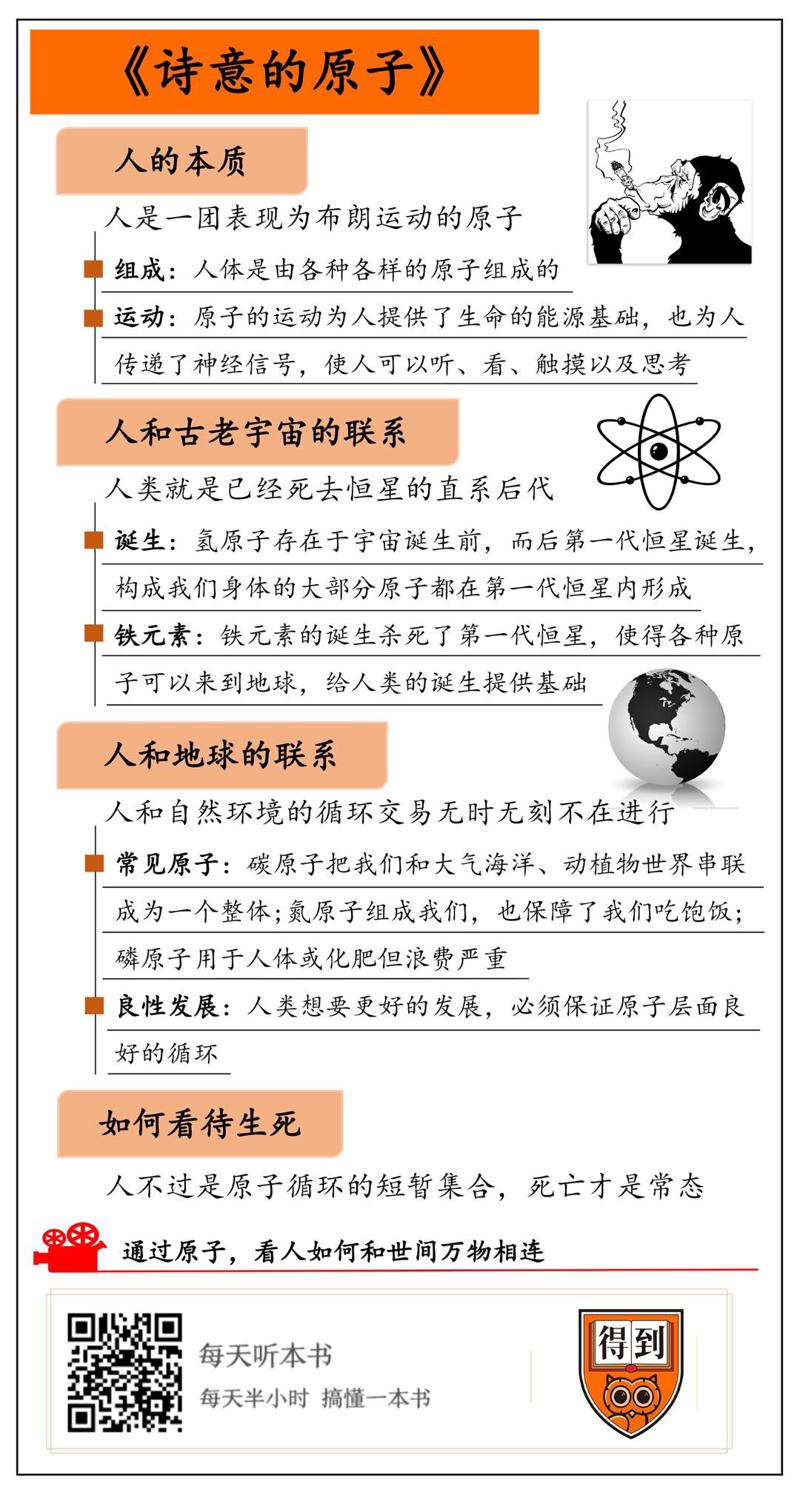 《诗意的原子》
人的本质
人是一团表现为布朗运动的原子
组成：人体是由各种各样的原子组成的
运动：原子的运动为人提供了生命的能源基础，也为人
传递了神经信号，使人可以听、看、触摸以及思考
人和古老宇宙的联系
人类就是已经死去恒星的直系后代
诞生：氢原子存在于宇宙诞生前，而后第一代恒星诞生，
构成我们身体的大部分原子都在第一代恒星内形成
铁元素：铁元素的诞生杀死了第一代恒星，使得各种原
子可以来到地球，给人类的诞生提供基础
人和地球的联系
人和自然环境的循环交易无时无刻不在进行
常见原子：碳原子把我们和大气海洋、动植物世界串联
成为一个整体;氮原子组成我们，也保障了我们吃饱饭；
磷原子用于人体或化肥但浪费严重
良性发展：人类想要更好的发展，必须保证原子层面良
好的循环
如何看待生死
人不过是原子循环的短暂集合，死亡才是常态
通过原子，看人如何和世间万物相连
每天听本书
每天半小时 搞懂一本书
得到